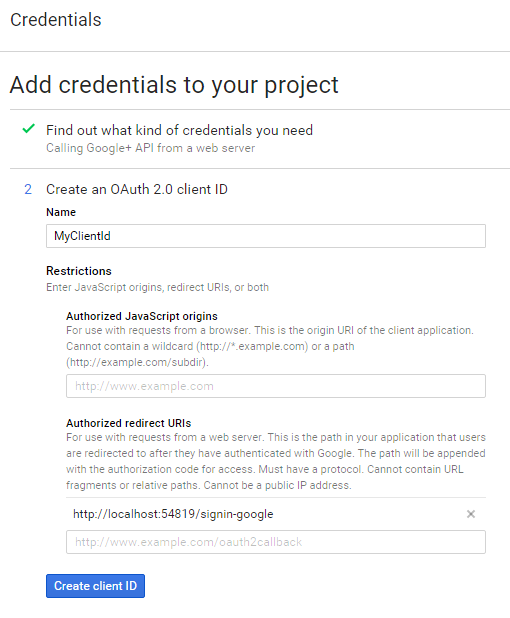 Credentials
Add credentials to your project
Find out what kind of credentials you need
Calling Google+ API from a web server
2 Create an OAuth 2.0 client ID
Name
MyClientId
Restrictions
Enter JavaScript origins, redirect URIs, or both
Authorized JavaScript origins
For use with requests from a browser. This is the origin URI of the client application.
Cannot contain a wildcard (http://*.example.com) or a path
(http://example.com/subdir).
http://www.example.com
Authorized redirect URIs
For use with requests from a web server. This is the path in your application that users
are redirected to after they have authenticated with Google. The path will be appended
with the authorization code for access. Must have a protocol. Cannot contain URL
fragments or relative paths. Cannot be a public IP address.
http://localhost:54819/signin-google
http://www.example.com/oauth2callback
Create client ID